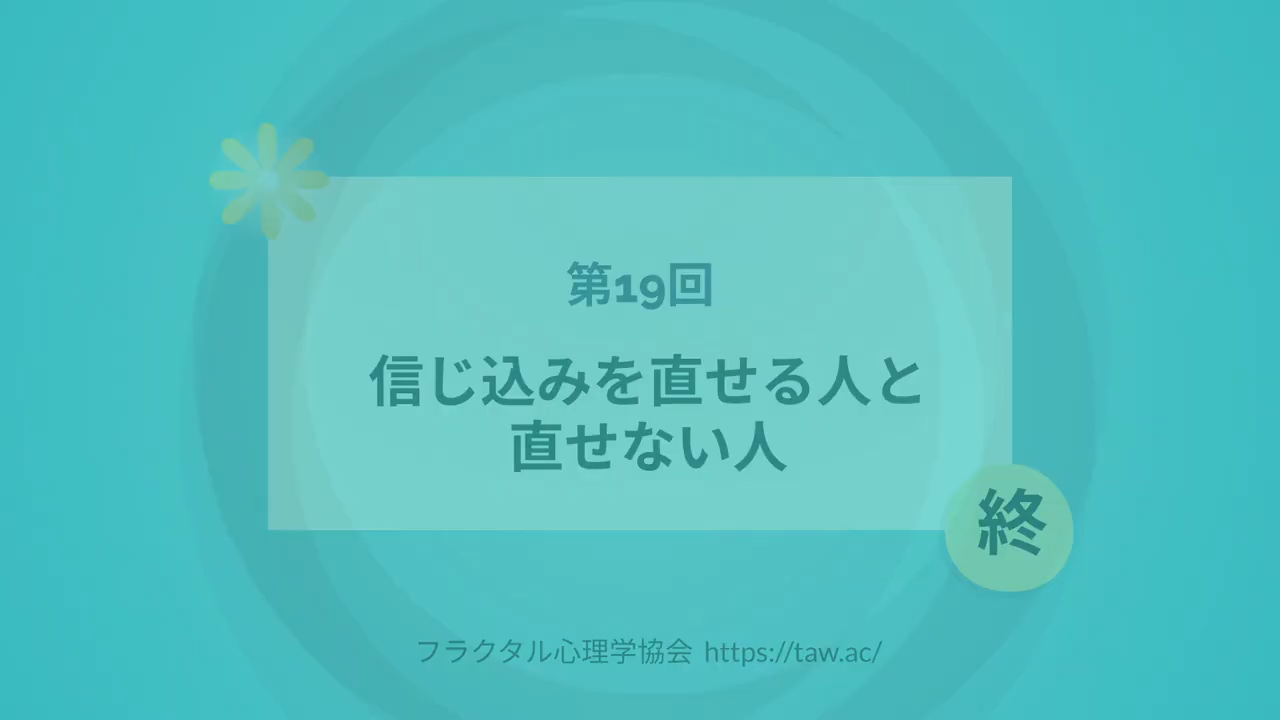 第19回
信じ込みを直せる人と
直せない人
終
フラクタル心理学協会 https://taw.ac/